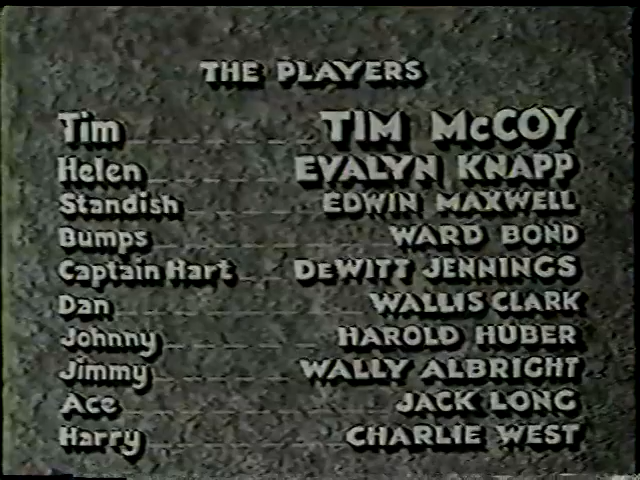 THE PLAYERS
Tim TIM McCOY
Helen EVALYN KNAPP
Standish EDWIN MAXWELL
Bumps WARD BOND
Captain Hart DeWITT JENNINGS
Dan WALLIS CLARK
Johnny HAROLD HUBER
Jimmy WALLY ALBRIGHT
Ace JACK LONG
Harry CHARLIE WEST